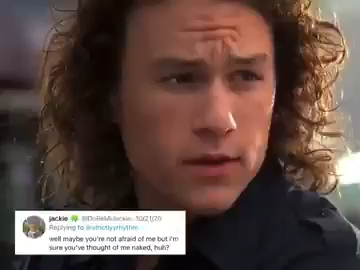 jackie 🌳 · 10/21/20
Replying to
well maybe you're not afraid of me but i'm
sure you've thought of me naked, huh?